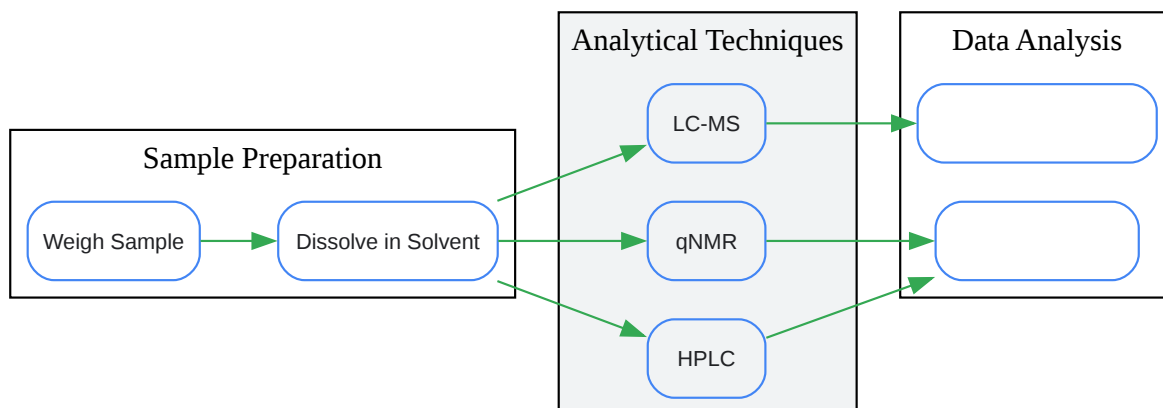 Sample Preparation
Weigh Sample
Dissolve in Solvent
Analytical Techniques
LC-MS
qNMR
HPLC
Data Analysis